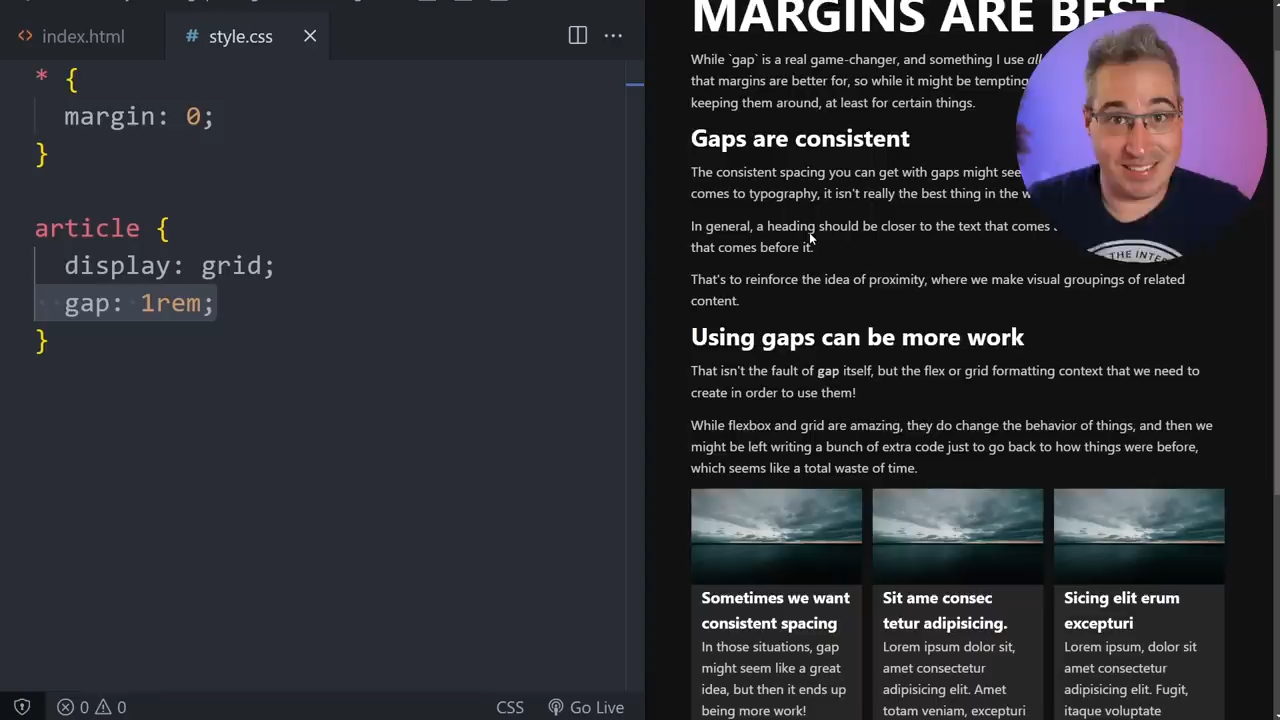 index.html
style.css
* {
margin: 0;
}
article {
display: grid;
gap: 1rem;
}
0 0
CSS
Go Live
MARGINS ARE BEST
While `gap` is a real game-changer, and something I use
that margins are better for, so while it might be tempting
keeping them around, at least for certain things.
Gaps are consistent
The consistent spacing you can get with gaps might
comes to typography, it isn't really the best thing in the
In general, a heading should be closer to the text that comes
that comes before it.
That's to reinforce the idea of proximity, where we make visual groupings of related
content.
Using gaps can be more work
That isn't the fault of gap itself, but the flex or grid formatting context that we need to
create in order to use them!
While flexbox and grid are amazing, they do change the behavior of things, and then we
might be left writing a bunch of extra code just to go back to how things were before,
which seems like a total waste of time.
Sometimes we want
consistent spacing
In those situations, gap
might seem like a great
idea, but then it ends up
being more work!
Sit ame consec
tetur adipisicing.
Lorem ipsum dolor sit,
amet consectetur
adipisicing elit. Amet
totam veniam, excepturi
Sicing elit erum
excepturi
Lorem ipsum, dolor sit
amet consectetur
adipisicing elit. Fugit,
itaque voluptate
THE INTER